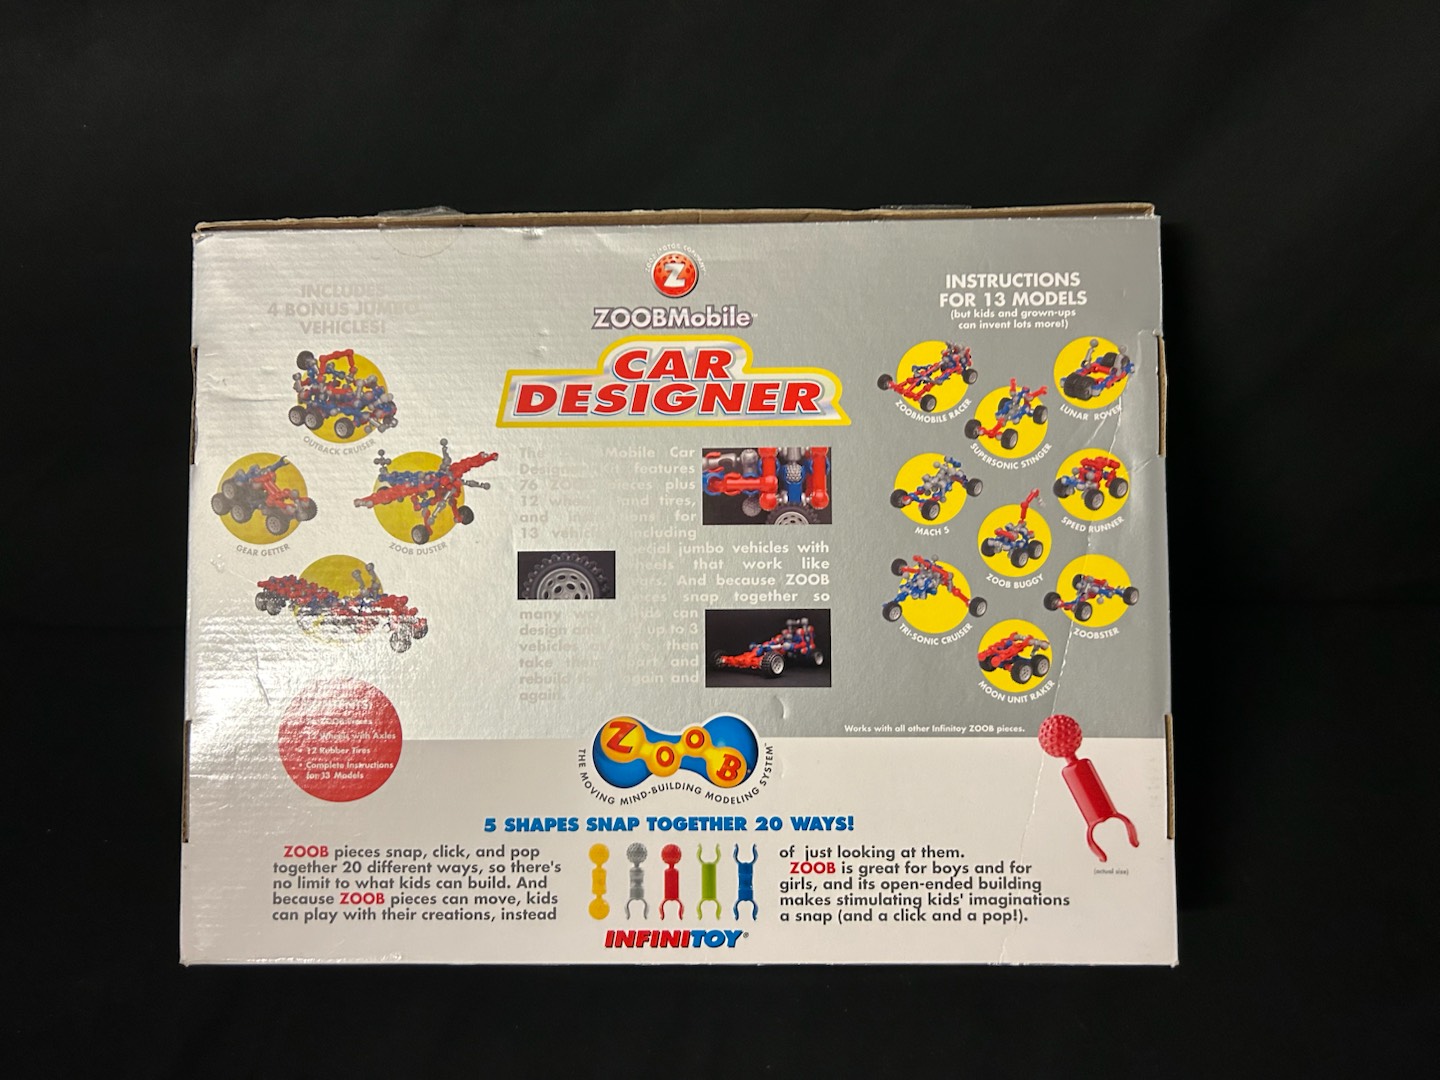 INCLUDES
4 BONUS JUMBO
VEHICLES!
OUTBACK CRUISER
GEAR GETTER
ZOOB DUSTER
Z
ZOOBMobile™
CAR
DESIGNER
The Mobile Car
features
76 pieces plus
12 and tires,
and for
13 including
special jumbo vehicles with
wheels that work like
And because ZOOB
pieces snap together so
many kids can
design and up to 3
vehicles then
take apart and
rebuild again and
again.
INSTRUCTIONS
FOR 13 MODELS
(but kids and grown-ups
can invent lots more!)
ZOOBMOBILE RACER
LUNAR ROVER
SUPERSONIC STINGER
MACH 5
SPEED RUNNER
ZOOB BUGGY
TRI-SONIC CRUISER
ZOOBSTER
MOON UNIT RAKER
Works with all other Infinitoy ZOOB pieces.
• 12 Wheels with Axles
• 12 Rubber Tires
• Complete Instructions
for 13 Models
ZOOB
THE MOVING MIND-BUILDING MODELING SYSTEM™
5 SHAPES SNAP TOGETHER 20 WAYS!
ZOOB pieces snap, click, and pop
together 20 different ways, so there's
no limit to what kids can build. And
because ZOOB pieces can move, kids
can play with their creations, instead
of just looking at them.
ZOOB is great for boys and for
girls, and its open-ended building
makes stimulating kids' imaginations
a snap (and a click and a pop!).
(actual size)
INFINITOY®